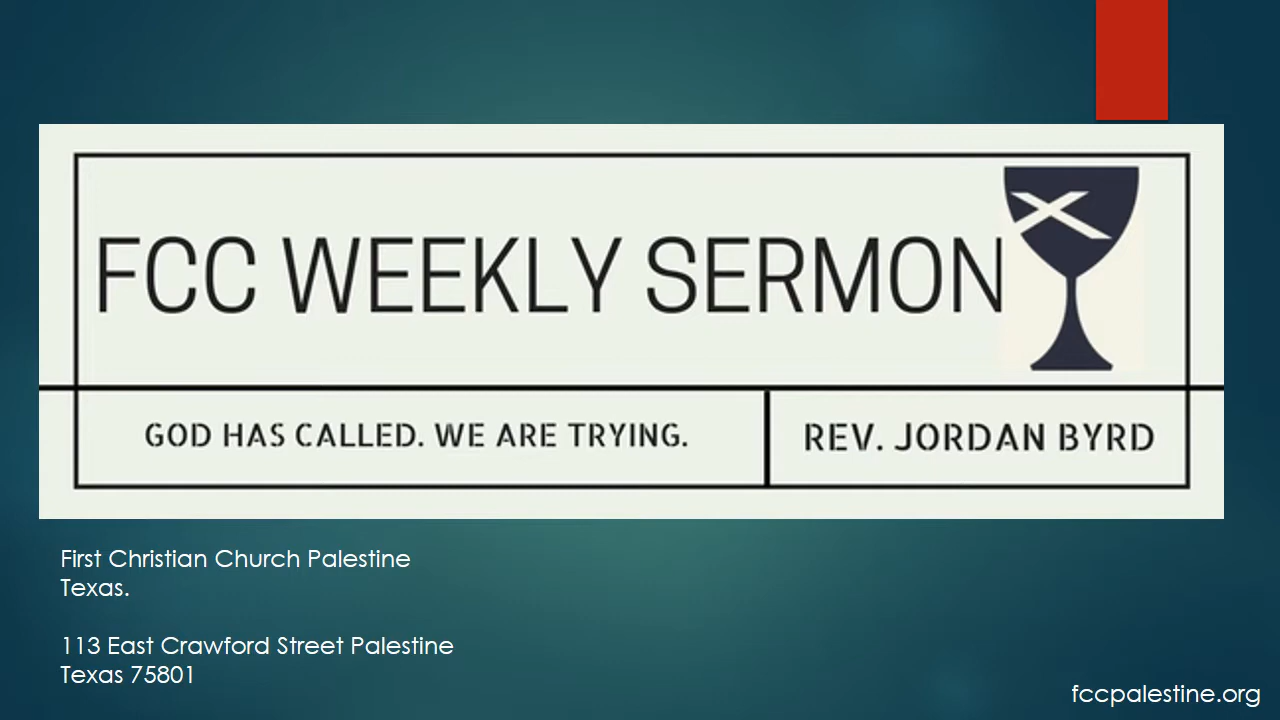 FCC WEEKLY SERMON
GOD HAS CALLED. WE ARE TRYING.
REV. JORDAN BYRD
First Christian Church Palestine
Texas.
113 East Crawford Street Palestine
Texas 75801
fccpalestine.org